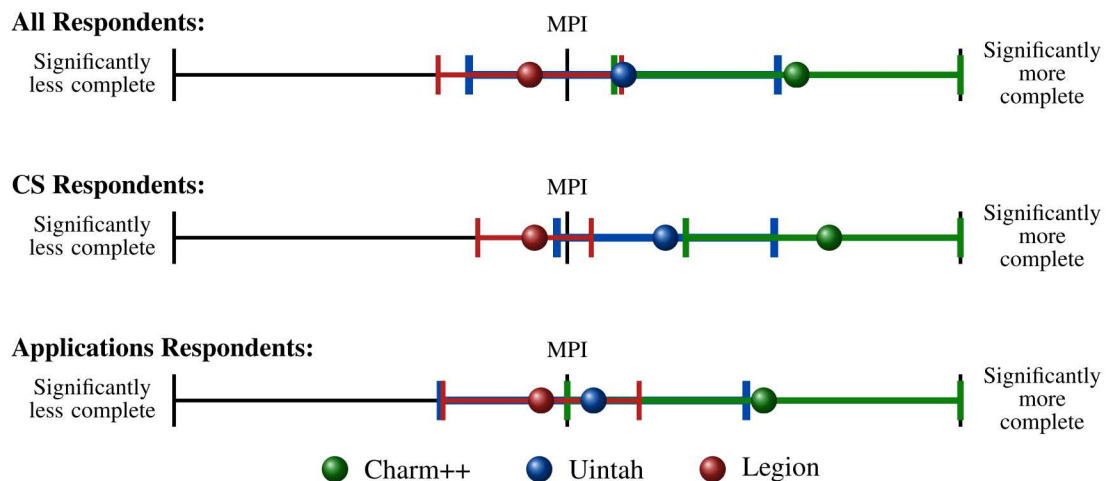 All Respondents:
MPI
Significantly
less complete
Significantly
more
complete
CS Respondents:
MPI
Significantly
less complete
Significantly
more
complete
Applications Respondents:
MPI
Significantly
less complete
Significantly
more
complete
Charm++ Uintah Legion